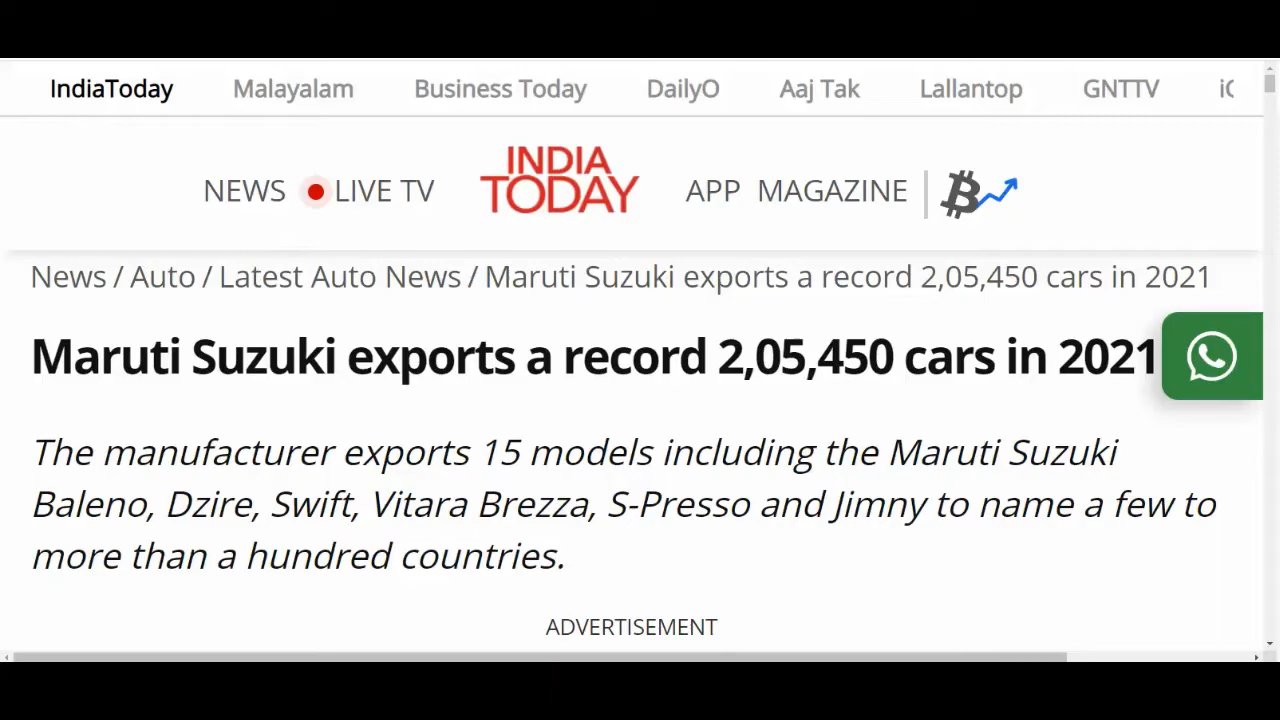 IndiaToday Malayalam Business Today DailyO Aaj Tak Lallantop GNTTV
NEWS LIVE TV INDIA TODAY APP MAGAZINE
News / Auto / Latest Auto News / Maruti Suzuki exports a record 2,05,450 cars in 2021
Maruti Suzuki exports a record 2,05,450 cars in 2021
The manufacturer exports 15 models including the Maruti Suzuki
Baleno, Dzire, Swift, Vitara Brezza, S-Presso and Jimny to name a few to
more than a hundred countries.
ADVERTISEMENT